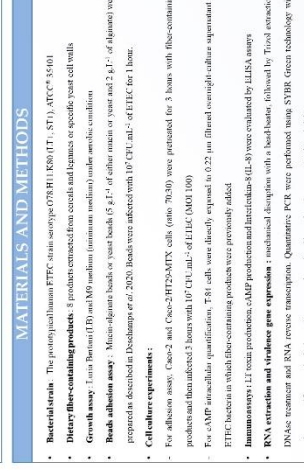 MATERIALS AND METHODS
• Bacterial strain : The prototypical human ETEC strain serotype O78:H11:K80 (LT+, ST+), ATCC® 35401
• Dietary fiber-containing products: 8 products extracted from cereals and legumes or specific yeast cell walls
• Growth assay : Luria Bertani (LB) and M9 medium (minimum medium) under aerobic condition
• Beads adhesion assay : Mucin-alginate beads or yeast beads (5 g.L-1 of either mucin or yeast and 2 g.L-1 of alginate) we
prepared as described in Deschamps et al. 2020. Beads were infected with 10⁷ CFU.mL-1 of ETEC for 1 hour.
• Cell culture experiments :
- For adhesion assay, Caco-2 and Caco-2/HT29-MTX cells (ratio 70:30) were pretreated for 3 hours with fiber-containi
products and then infected 3 hours with 10⁷ CFU.mL-1 of ETEC (MOI 100)
- For cAMP intracellular quantification, T-84 cells were directly exposed to 0.22 µm filtered overnight-culture supernatant
ETEC bacteria in which fiber-containing products were previously added
• Immunoassays : LT toxin production, cAMP production and Interleukin-8 (IL-8) were evaluated by ELISA assays
• RNA extraction and virulence gene expression : mechanical disruption with a bead-beater, followed by Trizol extractio
DNAse treatment and RNA reverse transcription. Quantitative PCR were performed using SYBR Green technology wi